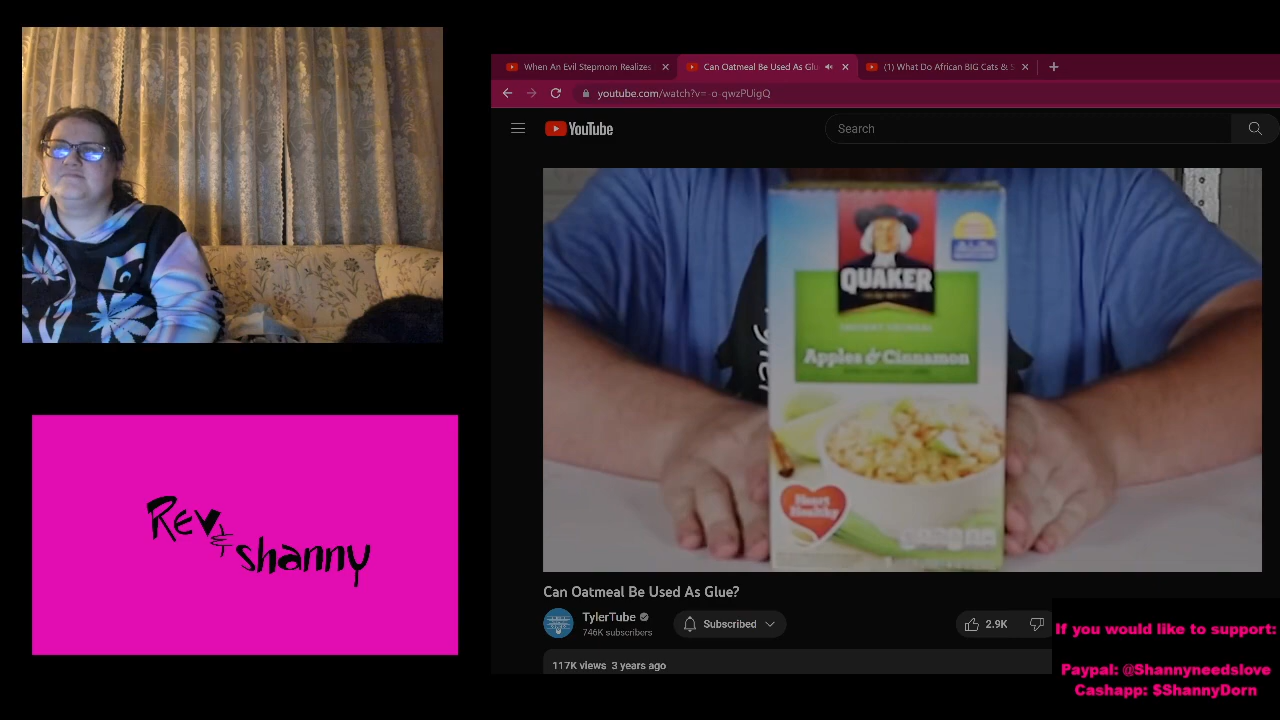 When An Evil Stepmom Realizes
Can Oatmeal Be Used As Glu
(1) What Do African BIG Cats &
youtube.com/watch?v=-o-qwzPUigQ
YouTube
Search
QUAKER
Apples & Cinnamon
Heart
Healthy
Rev
&
shanny
Can Oatmeal Be Used As Glue?
TylerTube
746K subscribers
Subscribed
2.9K
117K views 3 years ago
If you would like to support:
Paypal: @Shannyneedslove
Cashapp: $ShannyDorn